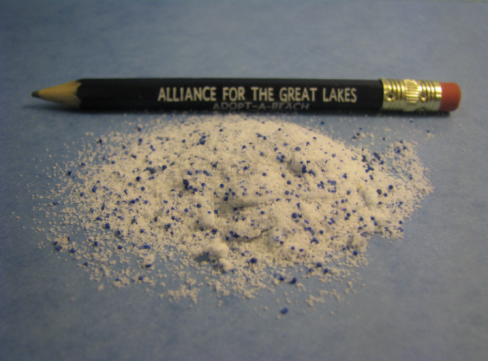 ALLIANCE FOR THE GREAT LAKES
ADOPT-A-BEACH